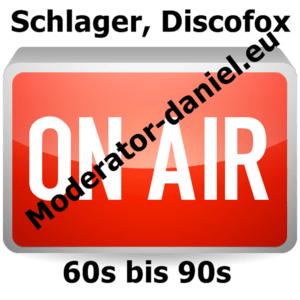 Schlager, Discofox
ON AIR
Moderator-daniel.eu
60s bis 90s